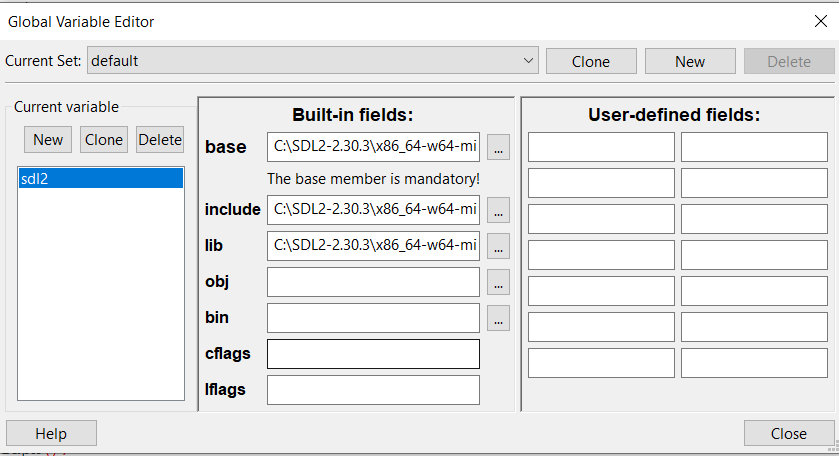 Global Variable Editor
Current Set: default Clone New Delete
Current variable
New Clone Delete
sdl2
Built-in fields:
base C:\SDL2-2.30.3\x86_64-w64-mi ...
The base member is mandatory!
include C:\SDL2-2.30.3\x86_64-w64-mi ...
lib C:\SDL2-2.30.3\x86_64-w64-mi ...
obj ...
bin ...
cflags
lflags
User-defined fields:
Help Close